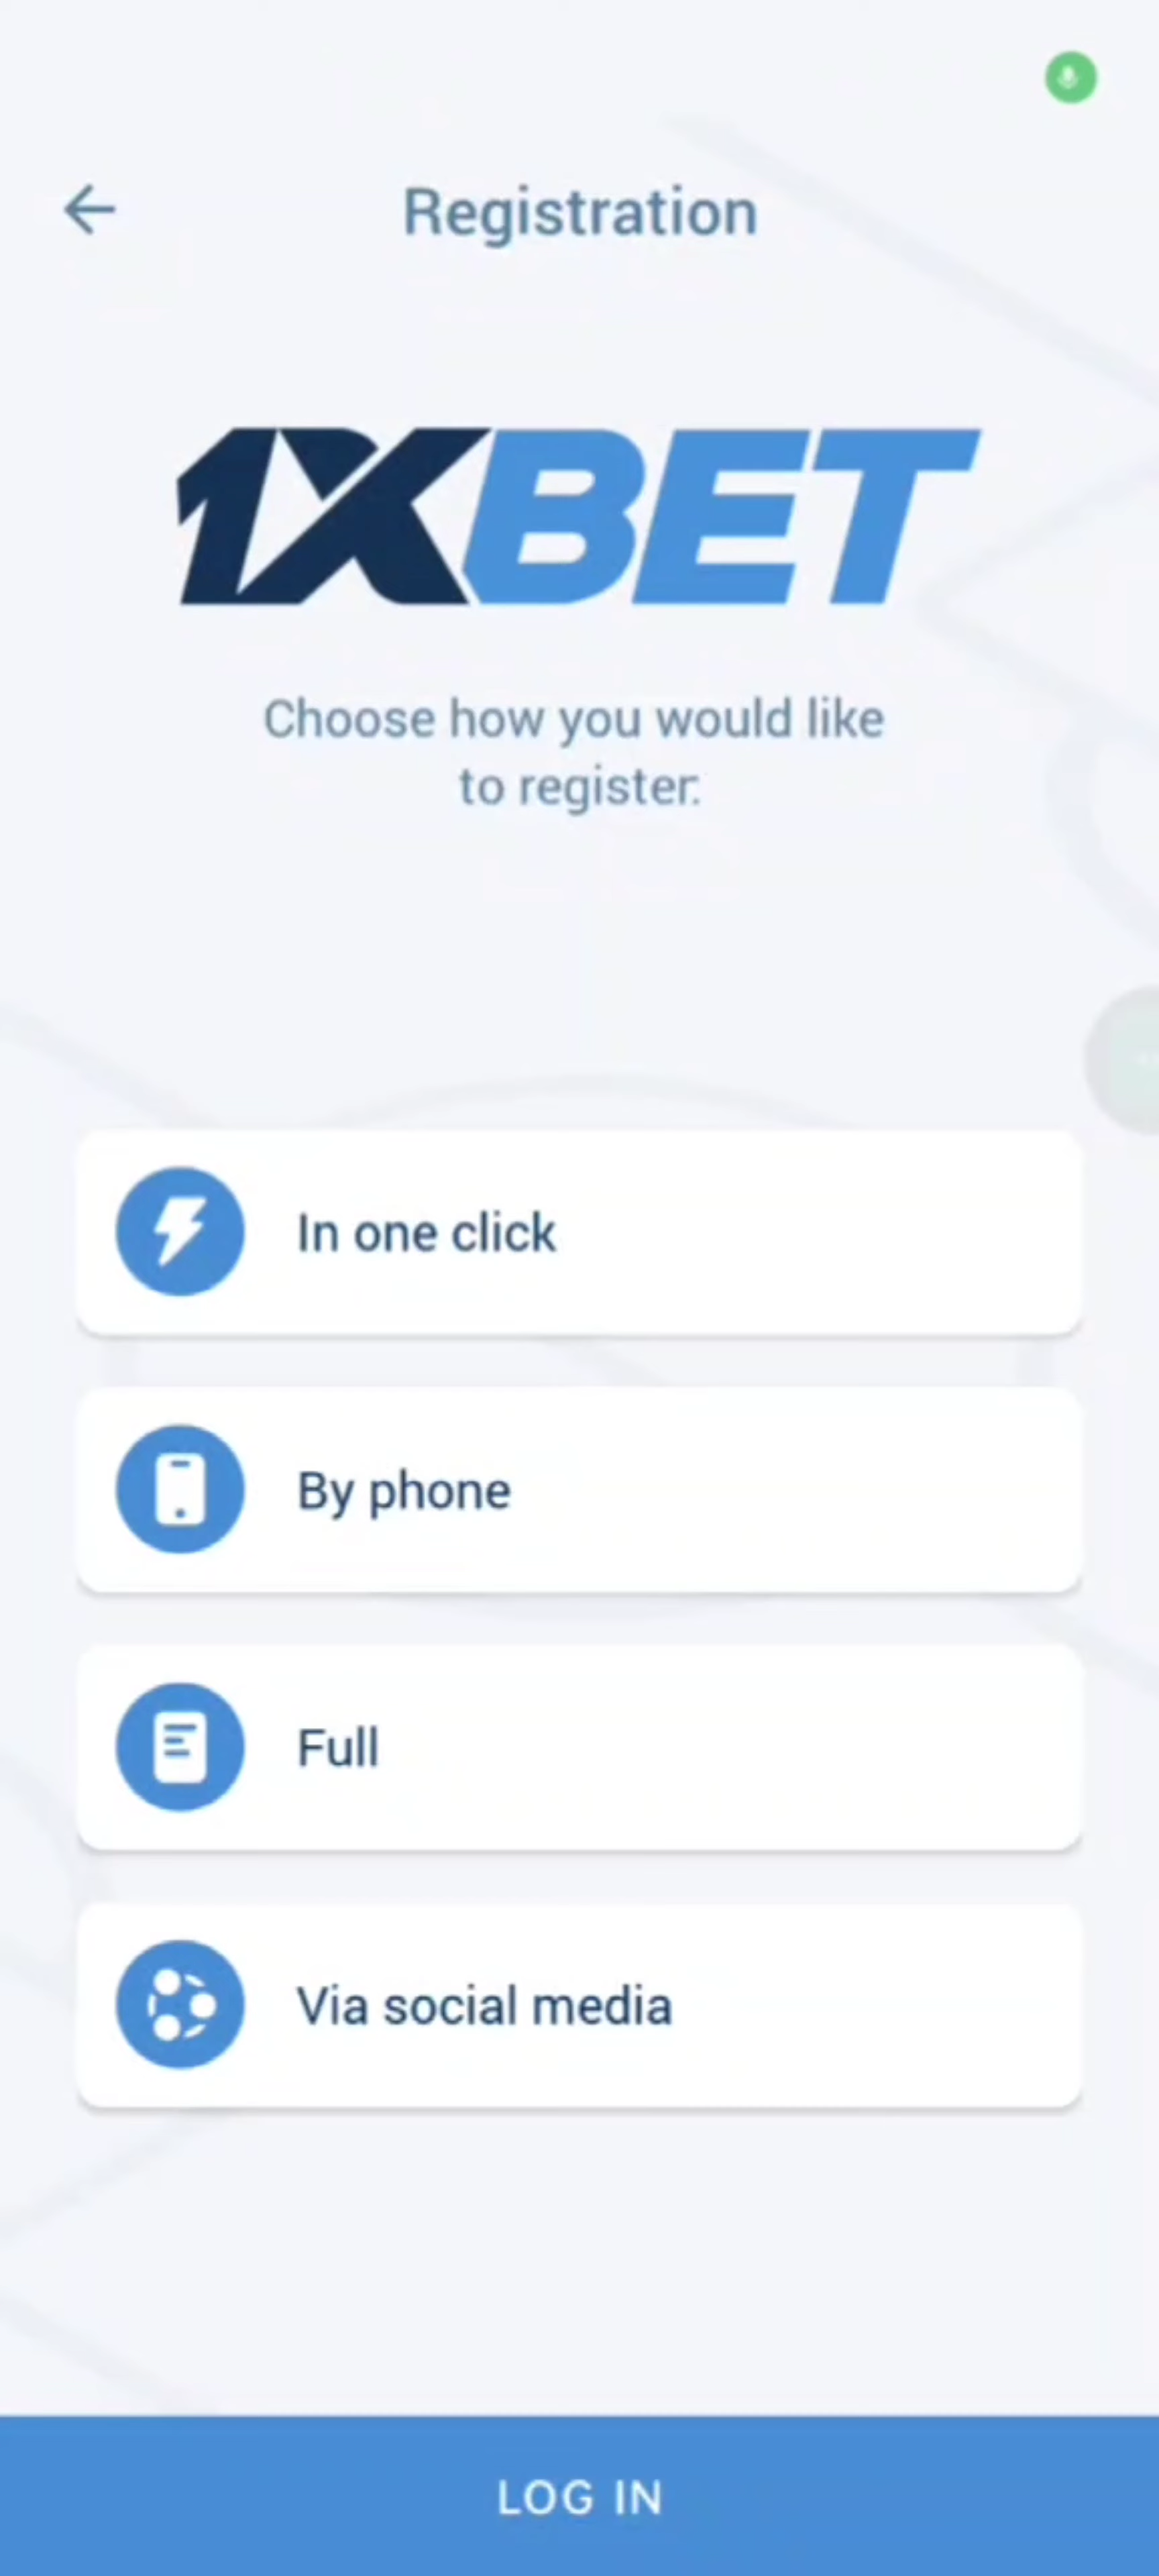 Registration
1XBET
Choose how you would like
to register:
In one click
By phone
Full
Via social media
LOG IN